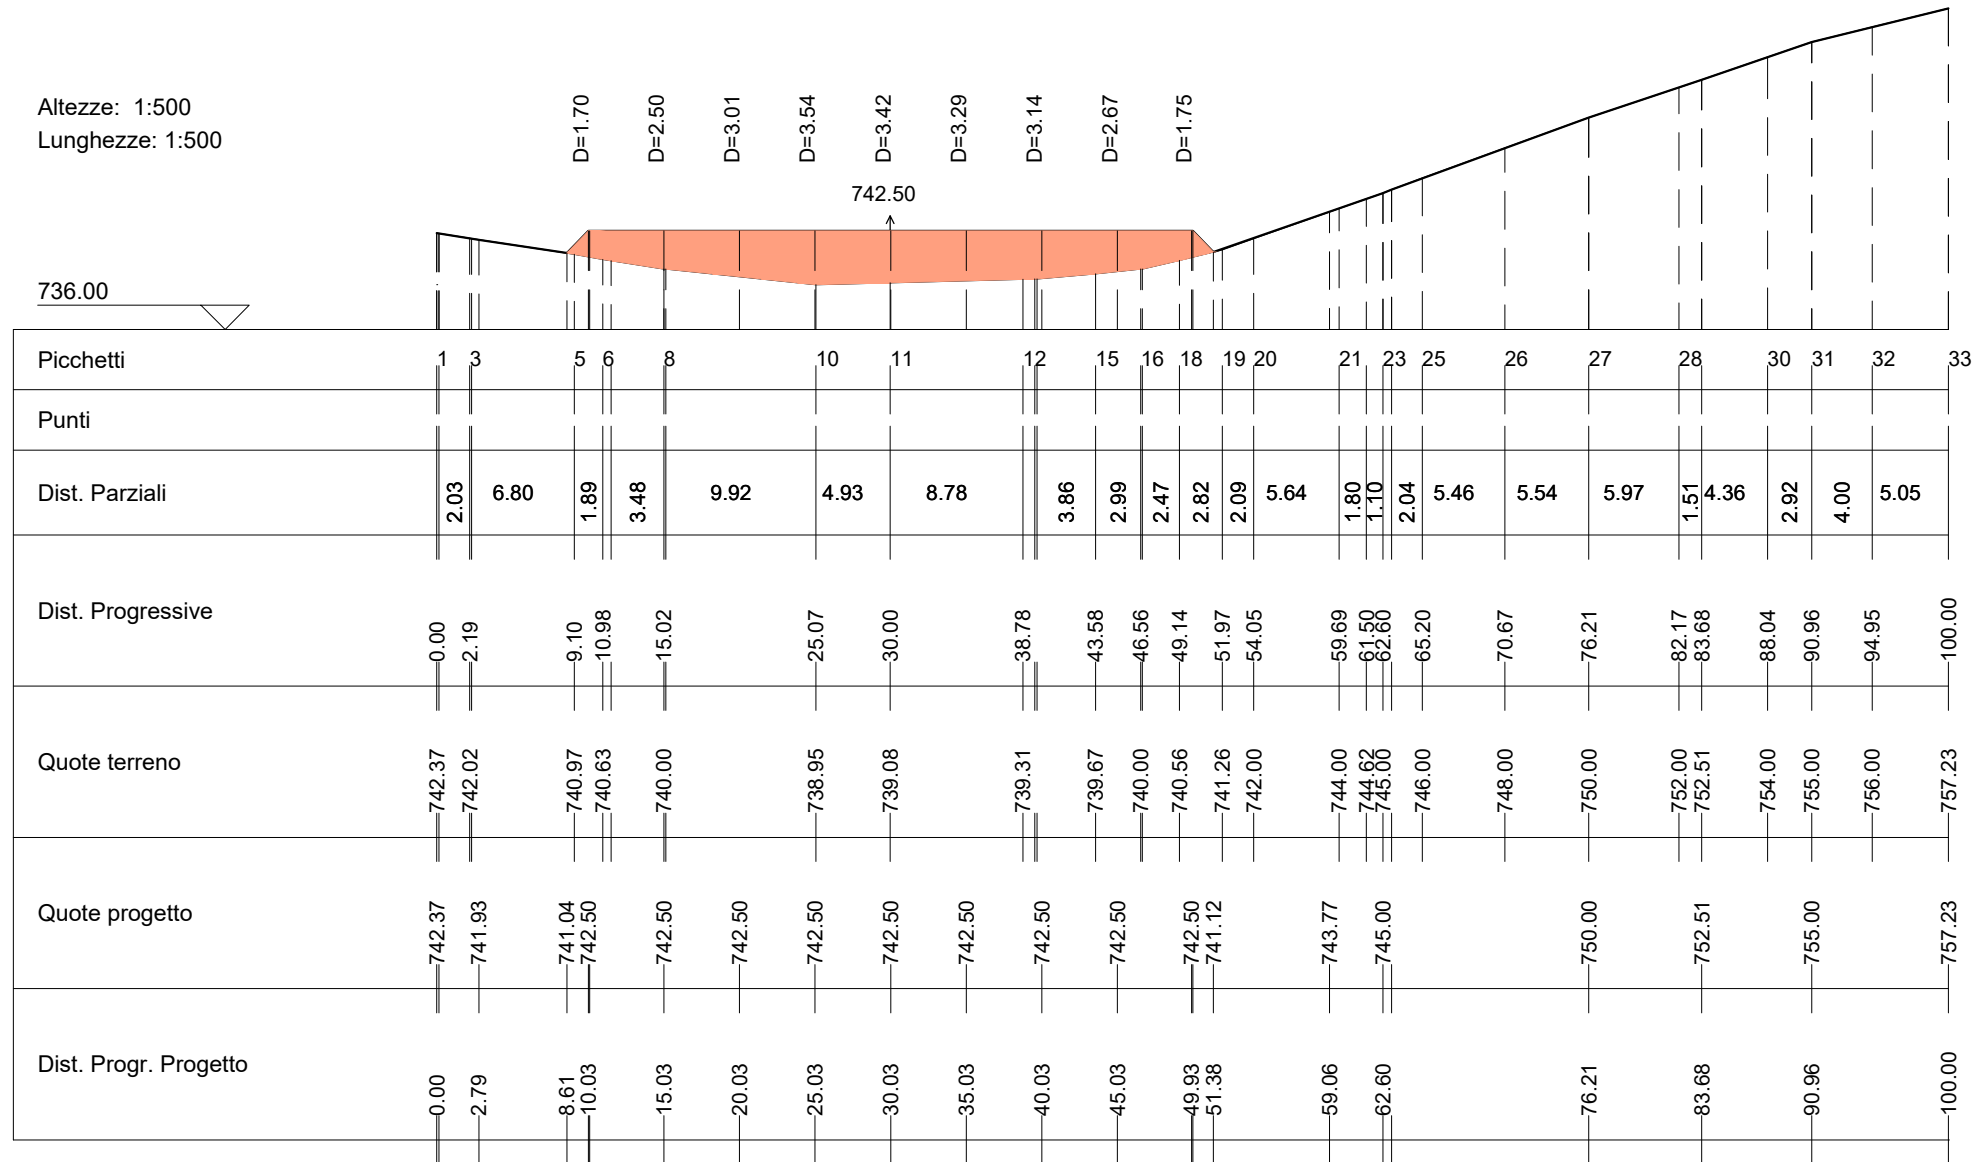 Altezze: 1:500
Lunghezze: 1:500
D=1.70 D=2.50 D=3.01 D=3.54 D=3.42 D=3.29 D=3.14 D=2.67 D=1.75
742.50
736.00
Picchetti 1 3 5 6 8 10 11 12 15 16 18 19 20 21 23 25 26 27 28 30 31 32 33
Punti
Dist. Parziali 2.03 6.80 1.89 3.48 9.92 4.93 8.78 3.86 2.99 2.47 2.82 2.09 5.64 1.80 1.10 2.04 5.46 5.54 5.97 1.51 4.36 2.92 4.00 5.05
Dist. Progressive 0.00 2.19 9.10 10.98 15.02 25.07 30.00 38.78 43.58 46.56 49.14 51.97 54.05 59.69 61.50 62.60 65.20 70.67 76.21 82.17 83.68 88.04 90.96 94.95 100.00
Quote terreno 742.37 742.02 740.97 740.63 740.00 738.95 739.08 739.31 739.67 740.00 740.56 741.26 742.00 744.00 744.62 745.00 746.00 748.00 750.00 752.00 752.51 754.00 755.00 756.00 757.23
Quote progetto 742.37 741.93 741.04 742.50 742.50 742.50 742.50 742.50 742.50 742.50 742.50 742.50 741.12 743.77 745.00 750.00 752.51 755.00 757.23
Dist. Progr. Progetto 0.00 2.79 8.61 10.03 15.03 20.03 25.03 30.03 35.03 40.03 45.03 49.93 51.38 59.06 62.60 76.21 83.68 90.96 100.00